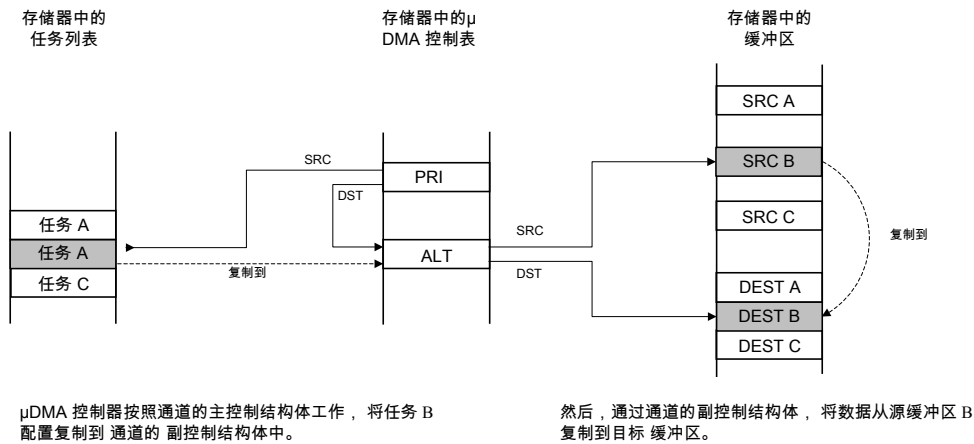 存储器中的
任务列表
存储器中的μ
DMA 控制表
存储器中的
缓冲区
SRC A
SRC
SRC B
PRI
DST
任务 A
SRC C
SRC
复制到
任务 A
ALT
复制到
DST
任务 C
DEST A
DEST B
DEST C
μDMA 控制器按照通道的主控制结构体工作，将任务 B
配置复制到 通道的 副控制结构体中。
然后，通过通道的副控制结构体，将数据从源缓冲区 B
复制到目标 缓冲区。